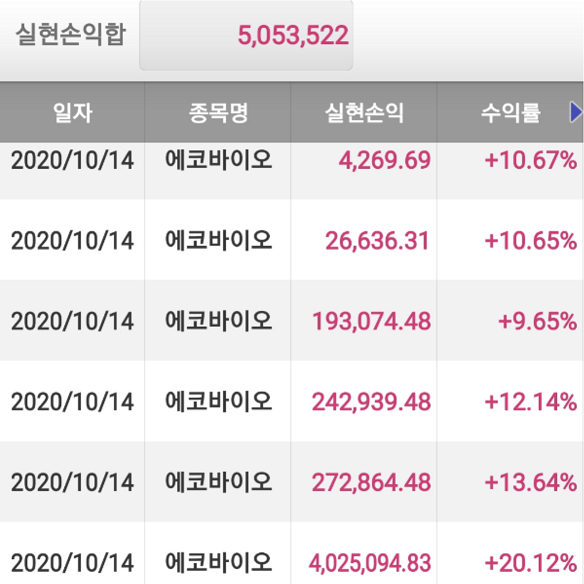 실현손익합 5,053,522
일자 종목명 실현손익 수익률
2020/10/14 에코바이오 4,269.69 +10.67%
2020/10/14 에코바이오 26,636.31 +10.65%
2020/10/14 에코바이오 193,074.48 +9.65%
2020/10/14 에코바이오 242,939.48 +12.14%
2020/10/14 에코바이오 272,864.48 +13.64%
2020/10/14 에코바이오 4,025,094.83 +20.12%